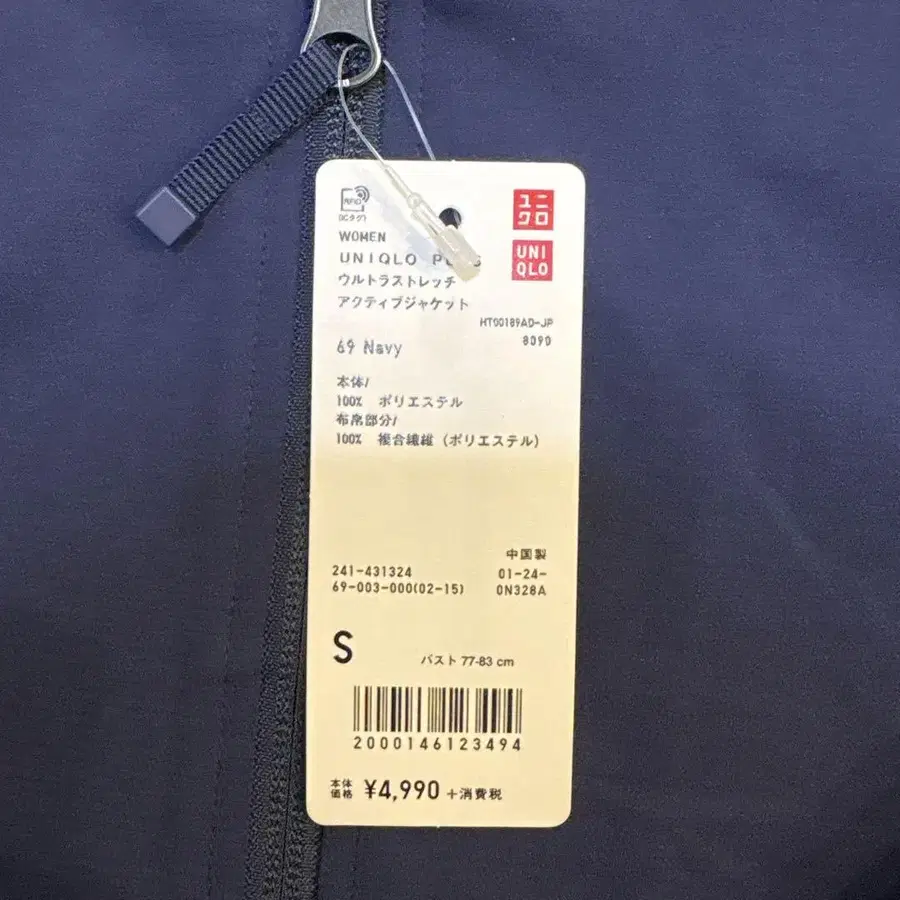 RFID
(ICタグ)
ユニ
クロ
UNI
QLO
WOMEN
UNIQLO
ウルトラストレッチ
アクティブジャケット
HT00189AD-JP
8090
69 Navy
本体/
100% ポリエステル
布帛部分/
100% 複合繊維 (ポリエステル)
中国製
241-431324 01-24-
69-003-000(02-15) 0N328A
S バスト 77-83 cm
2000146123494
本体
価格 ¥4,990 +消費税